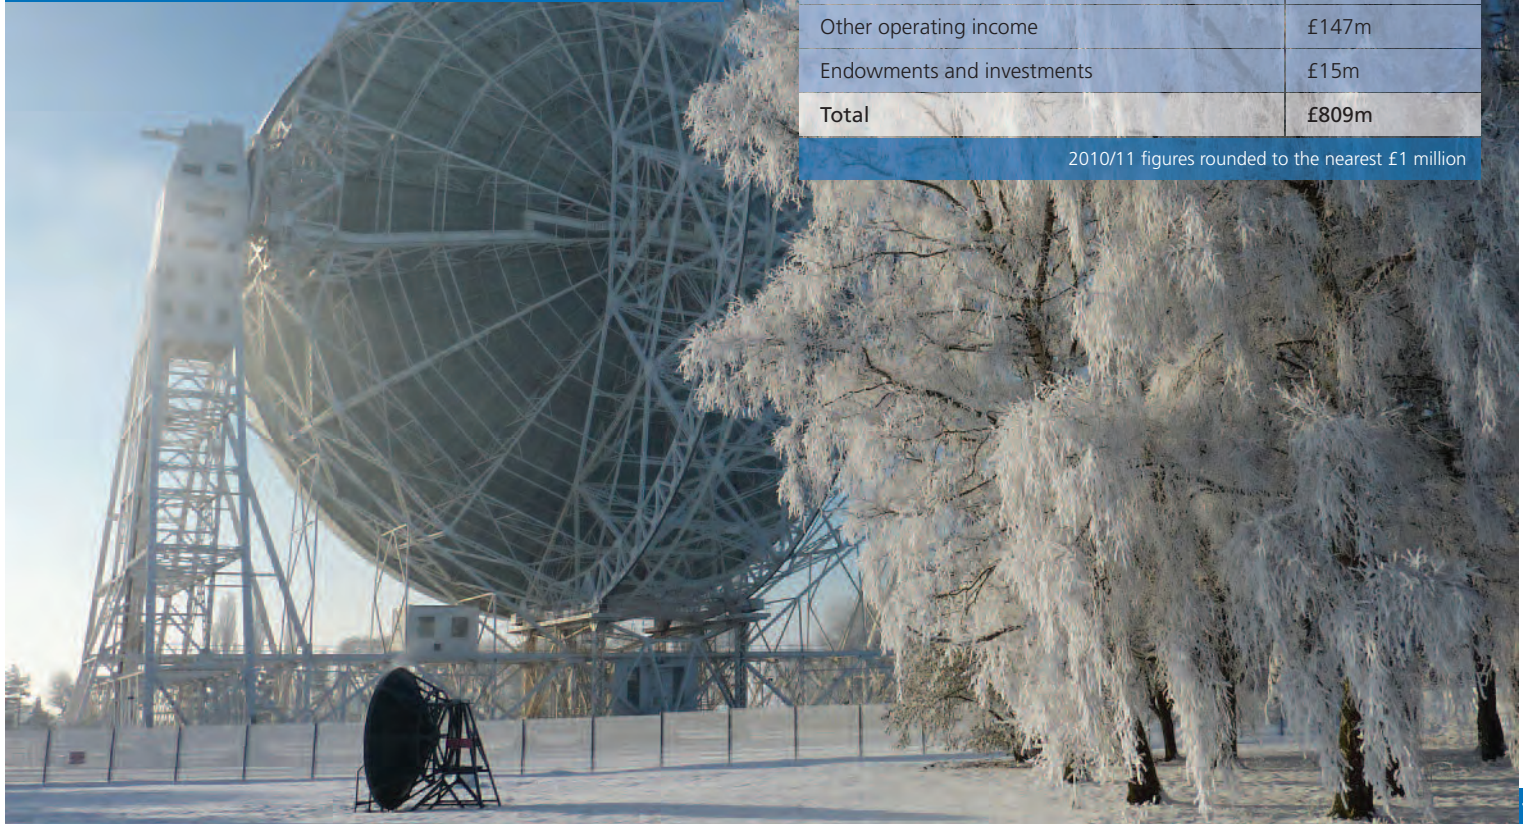 Other operating income £147m
Endowments and investments £15m
Total £809m
2010/11 figures rounded to the nearest £1 million